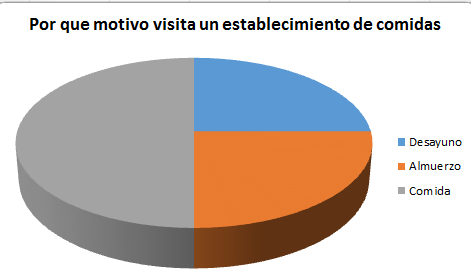 Por que motivo visita un establecimiento de comidas
Desayuno
Almuerzo
Comida